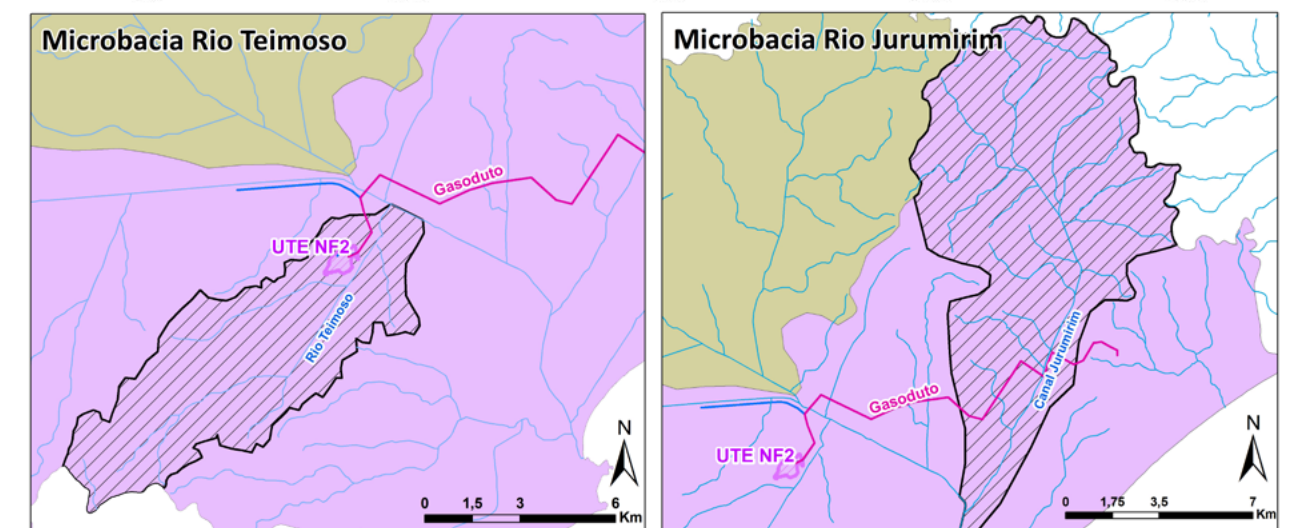 Microbacia Rio Teimoso
Gasoduto
UTE NF2
Rio Teimoso
N
0 1,5 3 6
Km
Microbacia Rio Jurumirim
Canal Jurumirim
Gasoduto
UTE NF2
N
0 1,75 3,5 7
Km